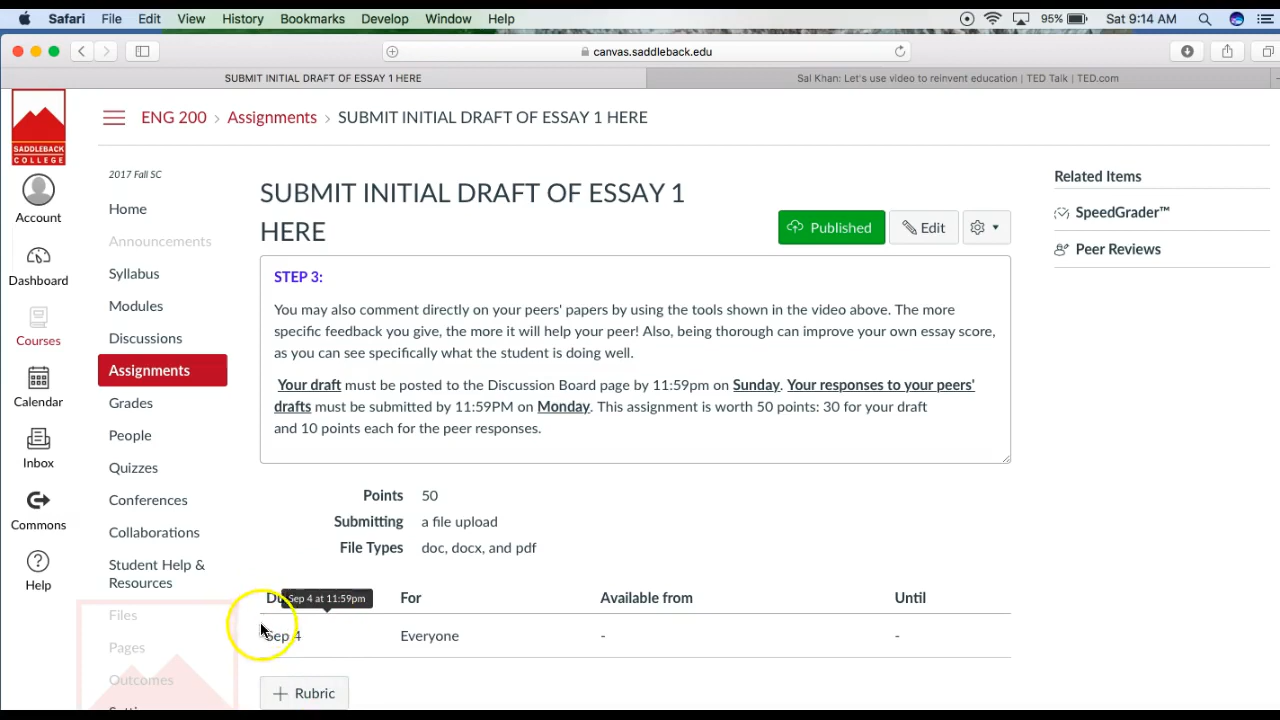 Safari File Edit View History Bookmarks Develop Window Help 95% Sat 9:14 AM
canvas.saddleback.edu
SUBMIT INITIAL DRAFT OF ESSAY 1 HERE
Sal Khan: Let's use video to reinvent education | TED Talk | TED.com
SADDLEBACK
COLLEGE
Account
Dashboard
Courses
Calendar
Inbox
Commons
Help
ENG 200 › Assignments › SUBMIT INITIAL DRAFT OF ESSAY 1 HERE
2017 Fall SC
Home
Announcements
Syllabus
Modules
Discussions
Assignments
Grades
People
Quizzes
Conferences
Collaborations
Student Help &
Resources
Files
Pages
Outcomes
SUBMIT INITIAL DRAFT OF ESSAY 1
HERE
Published
Edit
STEP 3:
You may also comment directly on your peers' papers by using the tools shown in the video above. The more
specific feedback you give, the more it will help your peer! Also, being thorough can improve your own essay score,
as you can see specifically what the student is doing well.
Your draft must be posted to the Discussion Board page by 11:59pm on Sunday. Your responses to your peers'
drafts must be submitted by 11:59PM on Monday. This assignment is worth 50 points: 30 for your draft
and 10 points each for the peer responses.
Points 50
Submitting a file upload
File Types doc, docx, and pdf
Sep 4 at 11:59pm
For Available from Until
Sep 4 Everyone - -
Rubric
Related Items
SpeedGrader™
Peer Reviews